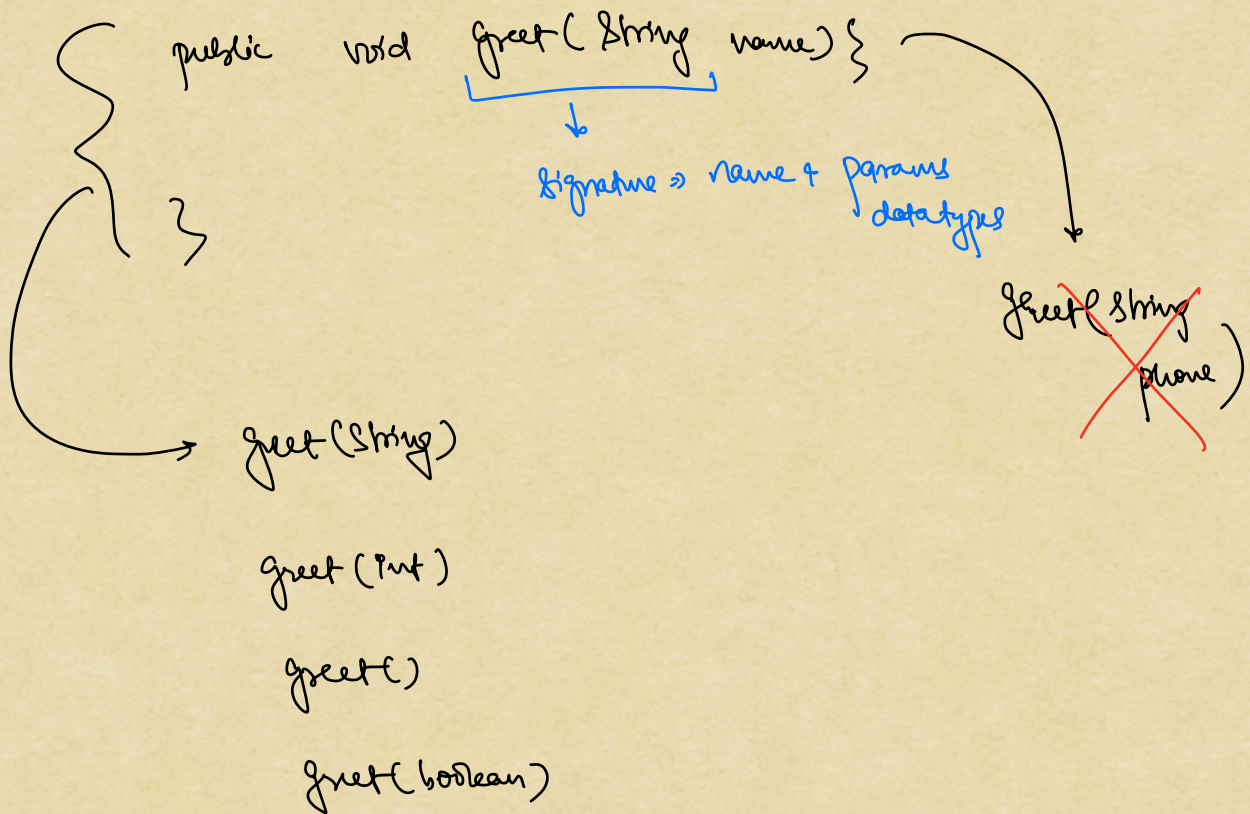 public void greet( String name) {
signature => name + params
datatypes
}
greet( String
phone )
greet (String)
greet (int)
greet()
greet( boolean)